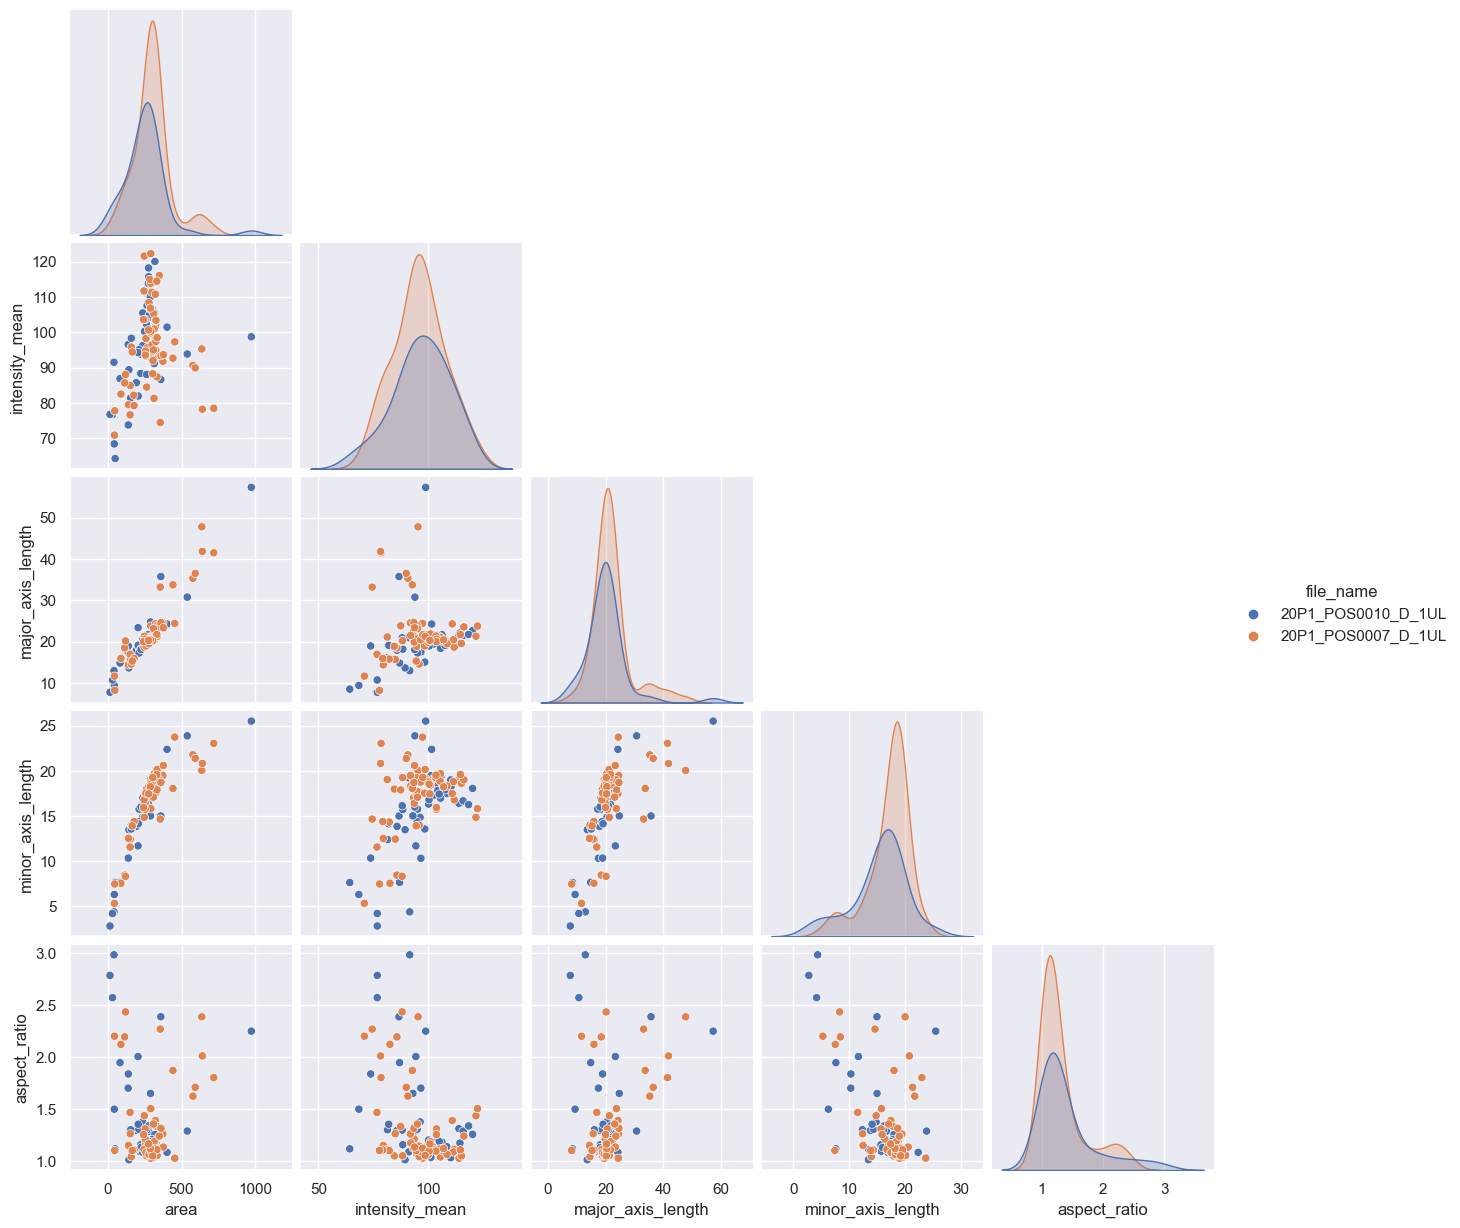 intensity_mean
120
110
100
90
80
70
major_axis_length
50
40
30
20
10
file_name
20P1_POS0010_D_1UL
20P1_POS0007_D_1UL
minor_axis_length
25
20
15
10
5
aspect_ratio
3.0
2.5
2.0
1.5
1.0
0 500 1000
50 100
0 20 40 60
0 10 20 30
1 2 3
area
intensity_mean
major_axis_length
minor_axis_length
aspect_ratio